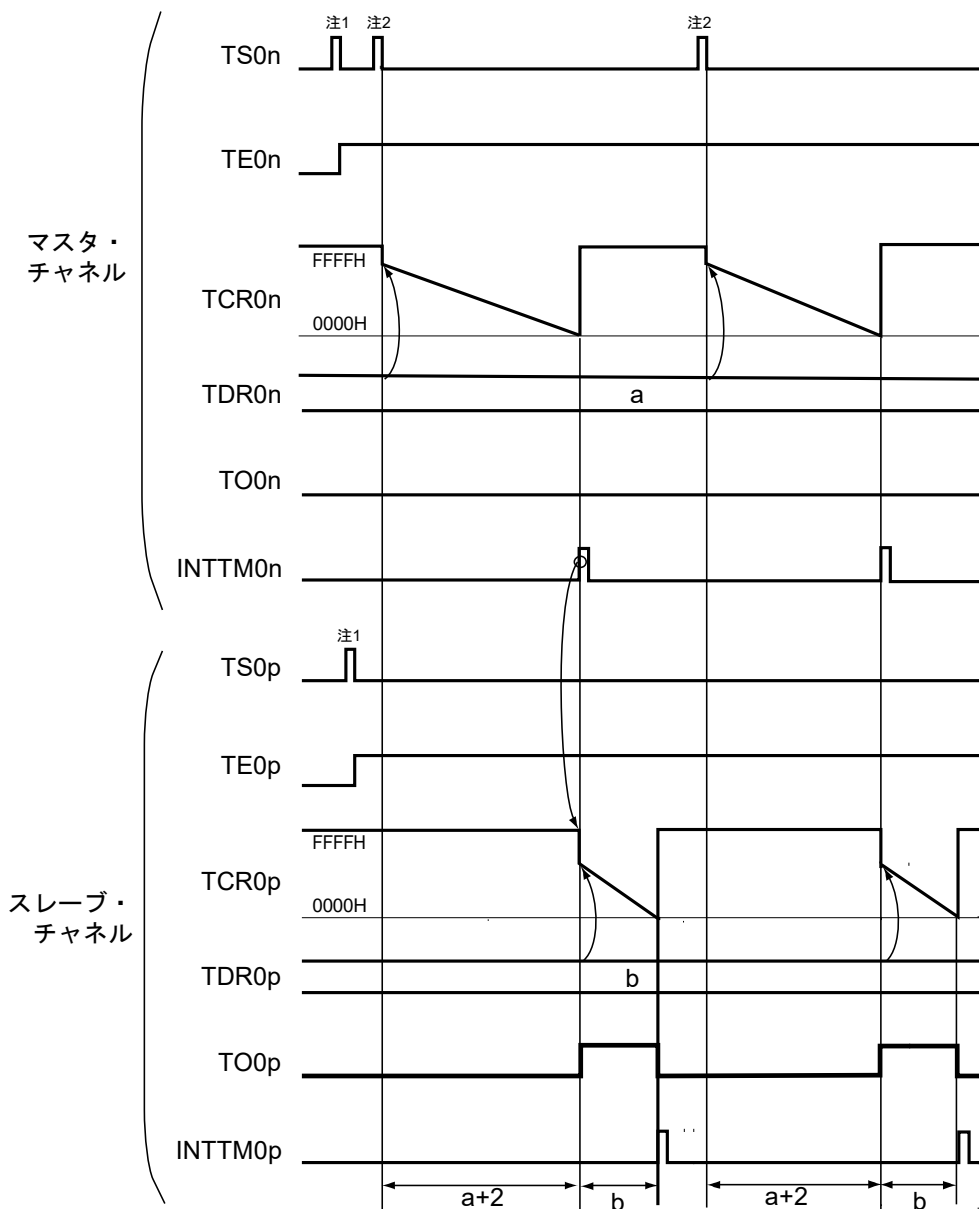 注1
注2
注2
TS0n
TE0n
マスタ・
チャネル
FFFFH
TCR0n
0000H
TDR0n
a
TO0n
INTTM0n
注1
TS0p
TE0p
FFFFH
TCR0p
スレーブ・
チャネル
0000H
TDR0p
b
TO0p
INTTM0p
a+2
b
a+2
b